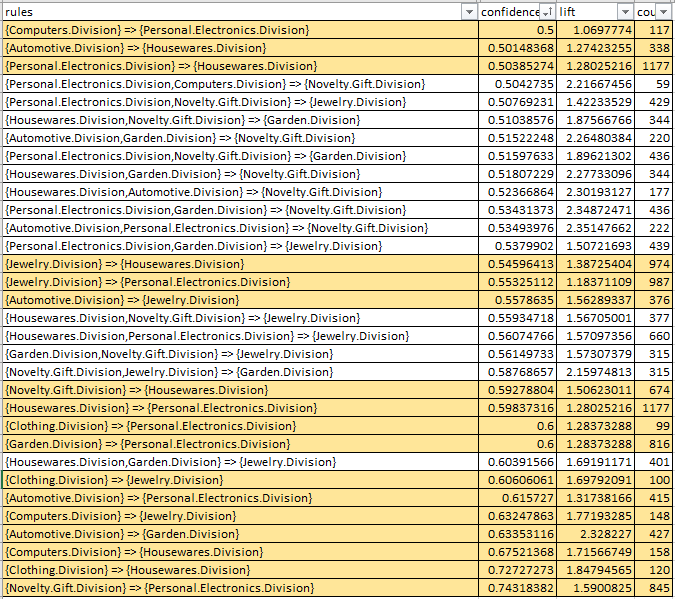 rules confidence lift cou
{Computers.Division} => {Personal.Electronics.Division} 0.5 1.0697774 117
{Automotive.Division} => {Housewares.Division} 0.50148368 1.27423255 338
{Personal.Electronics.Division} => {Housewares.Division} 0.50385274 1.28025216 1177
{Personal.Electronics.Division,Computers.Division} => {Novelty.Gift.Division} 0.5042735 2.21667456 59
{Personal.Electronics.Division,Novelty.Gift.Division} => {Jewelry.Division} 0.50769231 1.42233529 429
{Housewares.Division,Novelty.Gift.Division} => {Garden.Division} 0.51038576 1.87566766 344
{Automotive.Division,Garden.Division} => {Novelty.Gift.Division} 0.51522248 2.26480384 220
{Personal.Electronics.Division,Novelty.Gift.Division} => {Garden.Division} 0.51597633 1.89621302 436
{Housewares.Division,Garden.Division} => {Novelty.Gift.Division} 0.51807229 2.27733096 344
{Housewares.Division,Automotive.Division} => {Novelty.Gift.Division} 0.52366864 2.30193127 177
{Personal.Electronics.Division,Garden.Division} => {Novelty.Gift.Division} 0.53431373 2.34872471 436
{Automotive.Division,Personal.Electronics.Division} => {Novelty.Gift.Division} 0.53493976 2.35147662 222
{Personal.Electronics.Division,Garden.Division} => {Jewelry.Division} 0.5379902 1.50721693 439
{Jewelry.Division} => {Housewares.Division} 0.54596413 1.38725404 974
{Jewelry.Division} => {Personal.Electronics.Division} 0.55325112 1.18371109 987
{Automotive.Division} => {Jewelry.Division} 0.5578635 1.56289337 376
{Housewares.Division,Novelty.Gift.Division} => {Jewelry.Division} 0.55934718 1.56705001 377
{Housewares.Division,Personal.Electronics.Division} => {Jewelry.Division} 0.56074766 1.57097356 660
{Garden.Division,Novelty.Gift.Division} => {Jewelry.Division} 0.56149733 1.57307379 315
{Novelty.Gift.Division,Jewelry.Division} => {Garden.Division} 0.58768657 2.15974813 315
{Novelty.Gift.Division} => {Housewares.Division} 0.59278804 1.50623011 674
{Housewares.Division} => {Personal.Electronics.Division} 0.59837316 1.28025216 1177
{Clothing.Division} => {Personal.Electronics.Division} 0.6 1.28373288 99
{Garden.Division} => {Personal.Electronics.Division} 0.6 1.28373288 816
{Housewares.Division,Garden.Division} => {Jewelry.Division} 0.60391566 1.69191171 401
{Clothing.Division} => {Jewelry.Division} 0.60606061 1.69792091 100
{Automotive.Division} => {Personal.Electronics.Division} 0.615727 1.31738166 415
{Computers.Division} => {Jewelry.Division} 0.63247863 1.77193285 148
{Automotive.Division} => {Garden.Division} 0.63353116 2.328227 427
{Computers.Division} => {Housewares.Division} 0.67521368 1.71566749 158
{Clothing.Division} => {Housewares.Division} 0.72727273 1.84794565 120
{Novelty.Gift.Division} => {Personal.Electronics.Division} 0.74318382 1.5900825 845